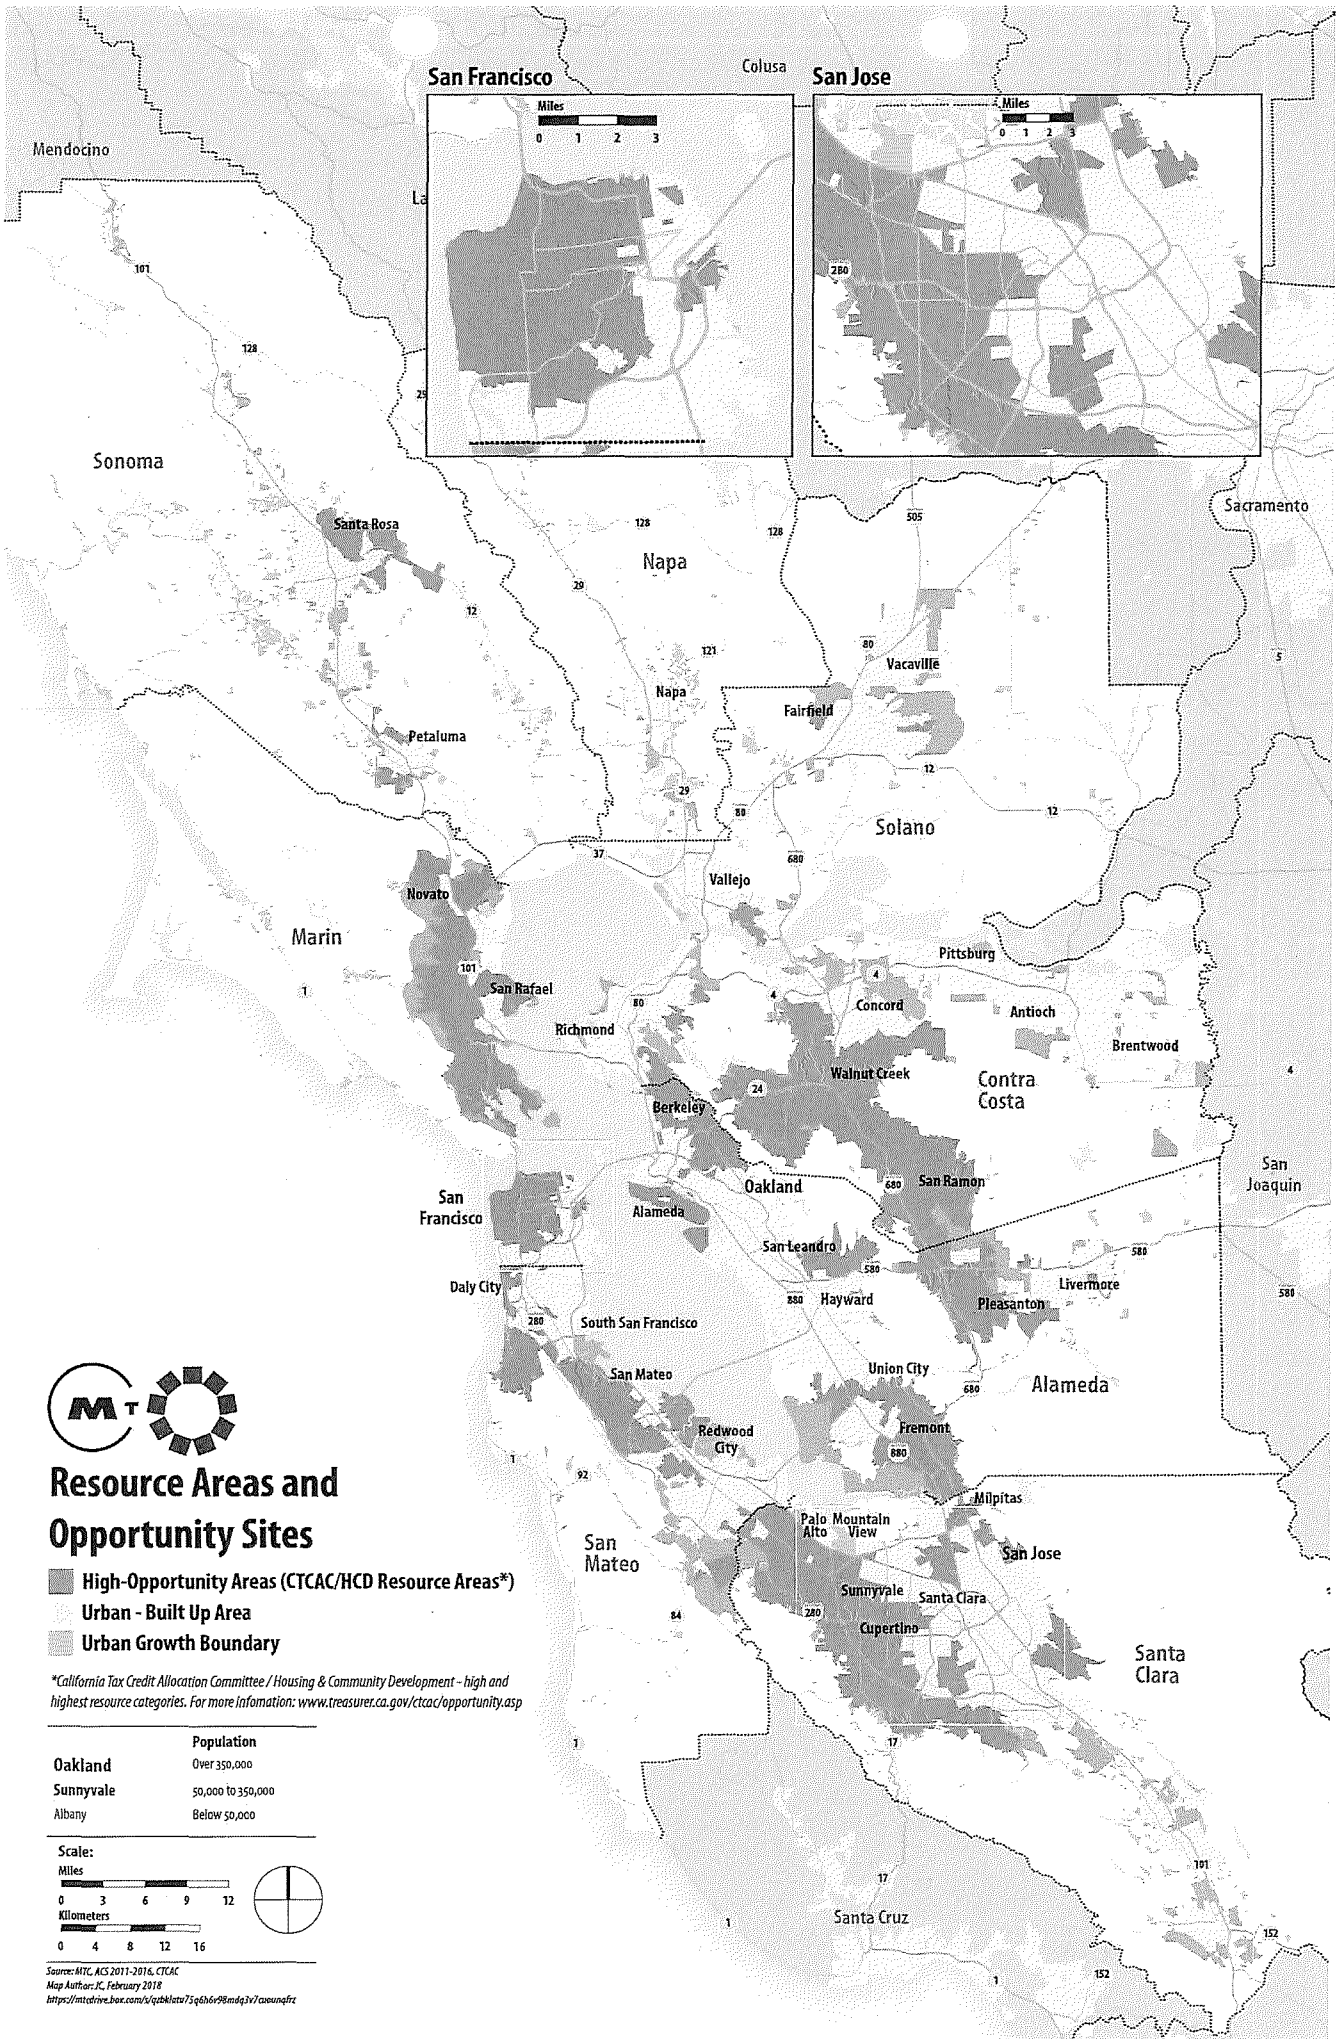 San Francisco
Colusa
San Jose
Miles
0 1 2 3
Miles
0 1 2 3
Mendocino
La
101
280
128
29
Sonoma
Santa Rosa
128
128
505
Sacramento
Napa
29
12
121
80
Vacaville
5
Napa
Fairfield
Petaluma
12
29
80
12
Solano
37
680
Vallejo
Novato
Marin
Pittsburg
101
4
San Rafael
1
80
4
Concord
Antioch
Richmond
Brentwood
Walnut Creek
4
24
Contra
Costa
Berkeley
San
Joaquin
Oakland
680
San Ramon
San
Francisco
Alameda
San Leandro
580
580
Daly City
Livermore
880
Hayward
Pleasanton
580
280
South San Francisco
San Mateo
Union City
680
Alameda
Redwood
City
Fremont
880
1
92
MT
Resource Areas and
Opportunity Sites
Milpitas
Palo
Alto
Mountain
View
San Jose
San
Mateo
High-Opportunity Areas (CTCAC/HCD Resource Areas*)
Sunnyvale
Santa Clara
Urban - Built Up Area
84
280
Cupertino
Urban Growth Boundary
Santa
Clara
*California Tax Credit Allocation Committee / Housing & Community Development - high and
highest resource categories. For more Infomation: www.treasurer.ca.gov/ctcac/opportunity.asp
Population
1
17
Oakland Over 350,000
Sunnyvale 50,000 to 350,000
Albany Below 50,000
Scale:
Miles
0 3 6 9 12
Kilometers
0 4 8 12 16
101
17
Santa Cruz
1
152
1
152
Source: MTC, ACS 2011-2016, CTCAC
Map Author: JC, February 2018